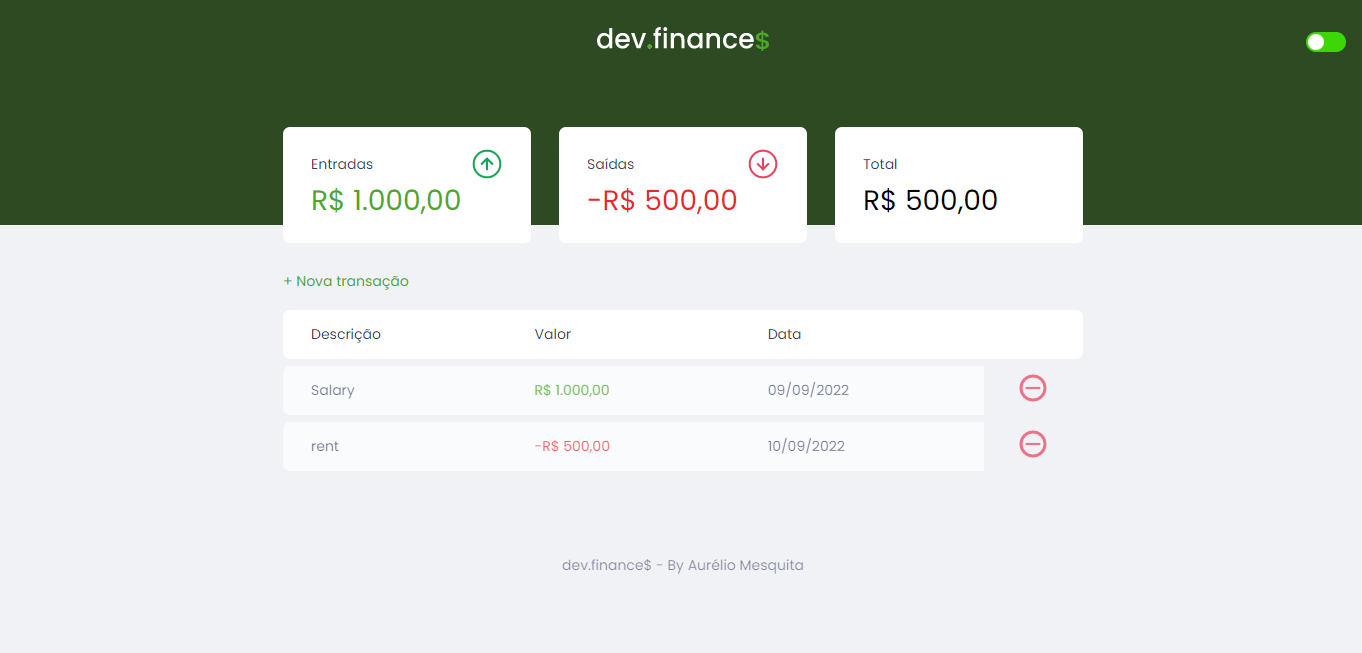 dev.finance$
Entradas
R$ 1.000,00
Saídas
-R$ 500,00
Total
R$ 500,00
+ Nova transação
Descrição Valor Data
Salary R$ 1.000,00 09/09/2022
rent -R$ 500,00 10/09/2022
dev.finance$ - By Aurélio Mesquita